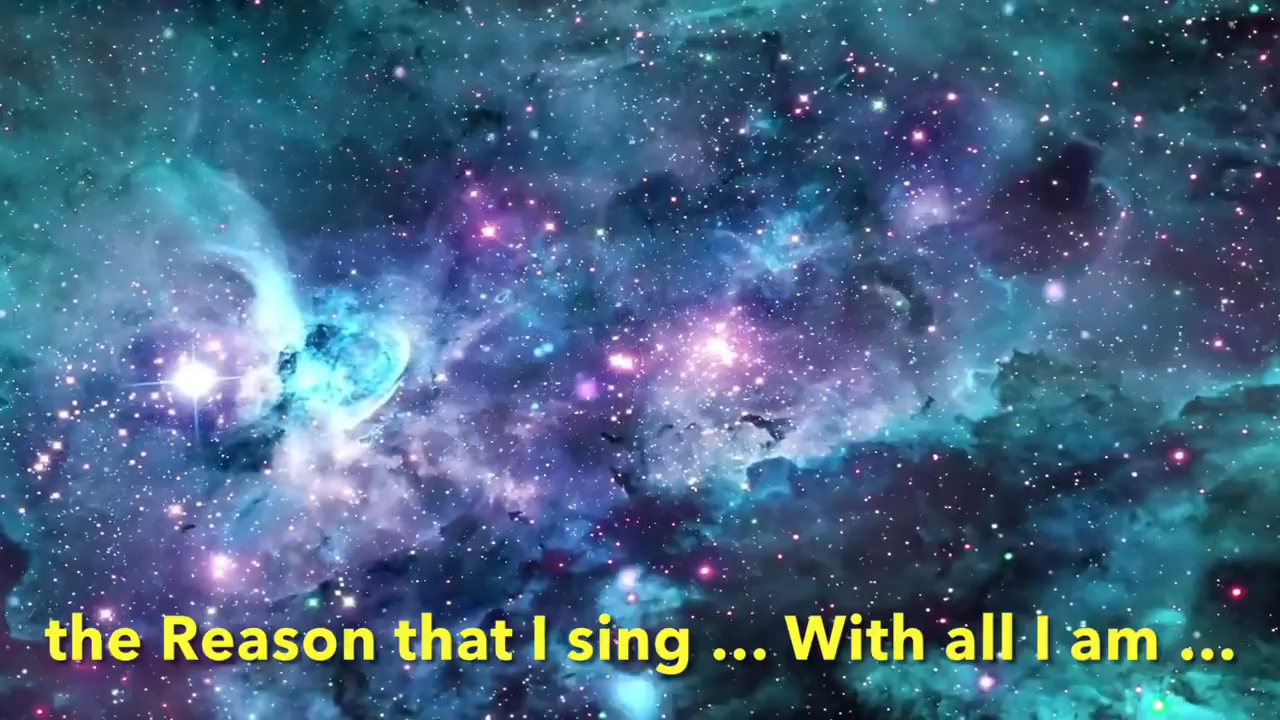 the Reason that I sing ... With all I am ...